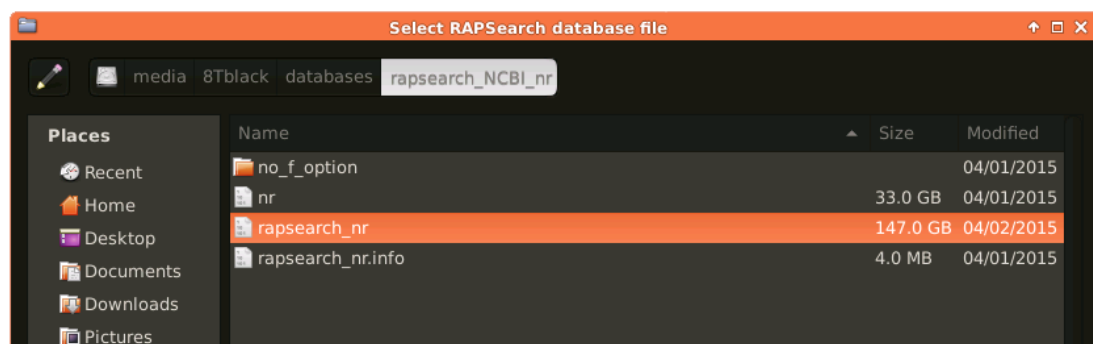 Select RAPSearch database file
media 8Tblack databases rapsearch_NCBI_nr
Places
Recent
Home
Desktop
Documents
Downloads
Pictures
Name Size Modified
no_f_option 04/01/2015
nr 33.0 GB 04/01/2015
rapsearch_nr 147.0 GB 04/02/2015
rapsearch_nr.info 4.0 MB 04/01/2015